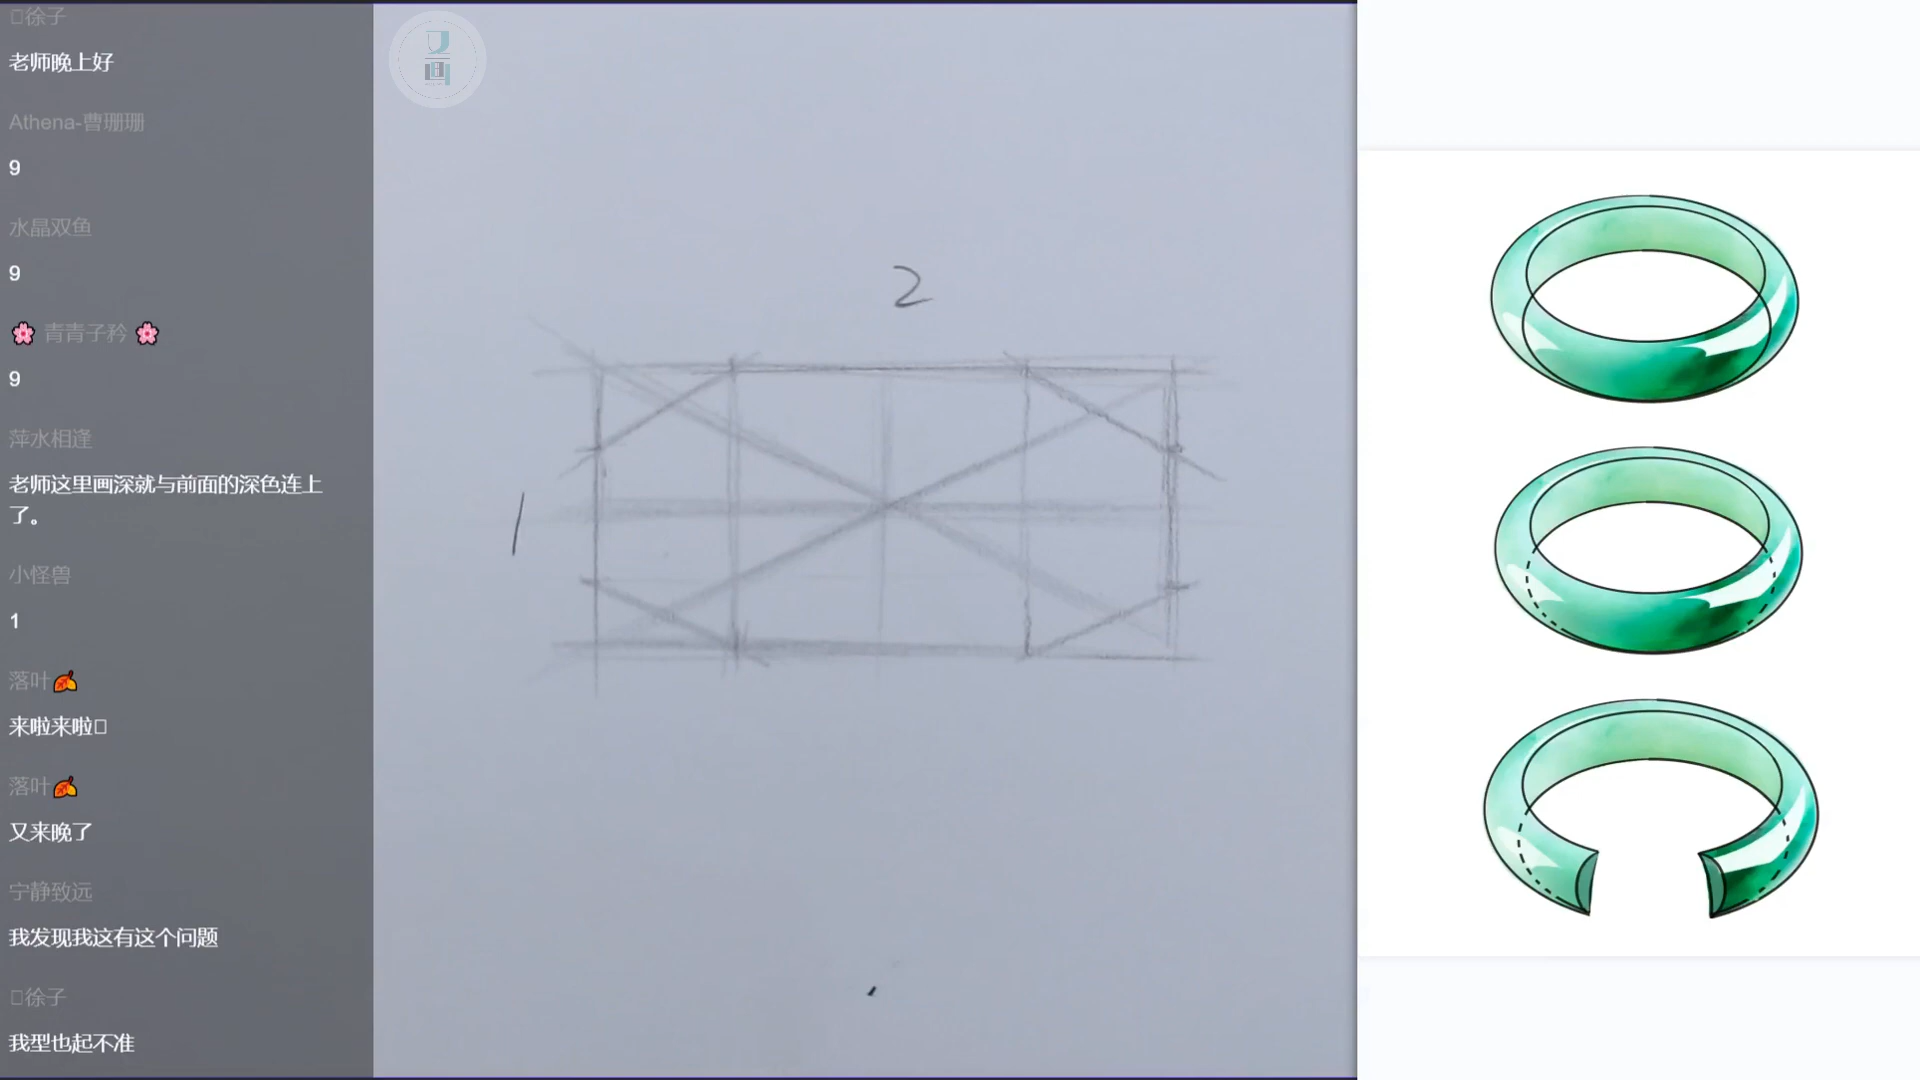 徐子
老师晚上好
Athena-曹珊珊
9
水晶双鱼
9
🌸 青青子衿 🌸
9
萍水相逢
老师这里画深就与前面的深色连上
了。
小怪兽
1
落叶🍂
来啦来啦
落叶🍂
又来晚了
宁静致远
我发现我这有这个问题
徐子
我型也起不准
2
1